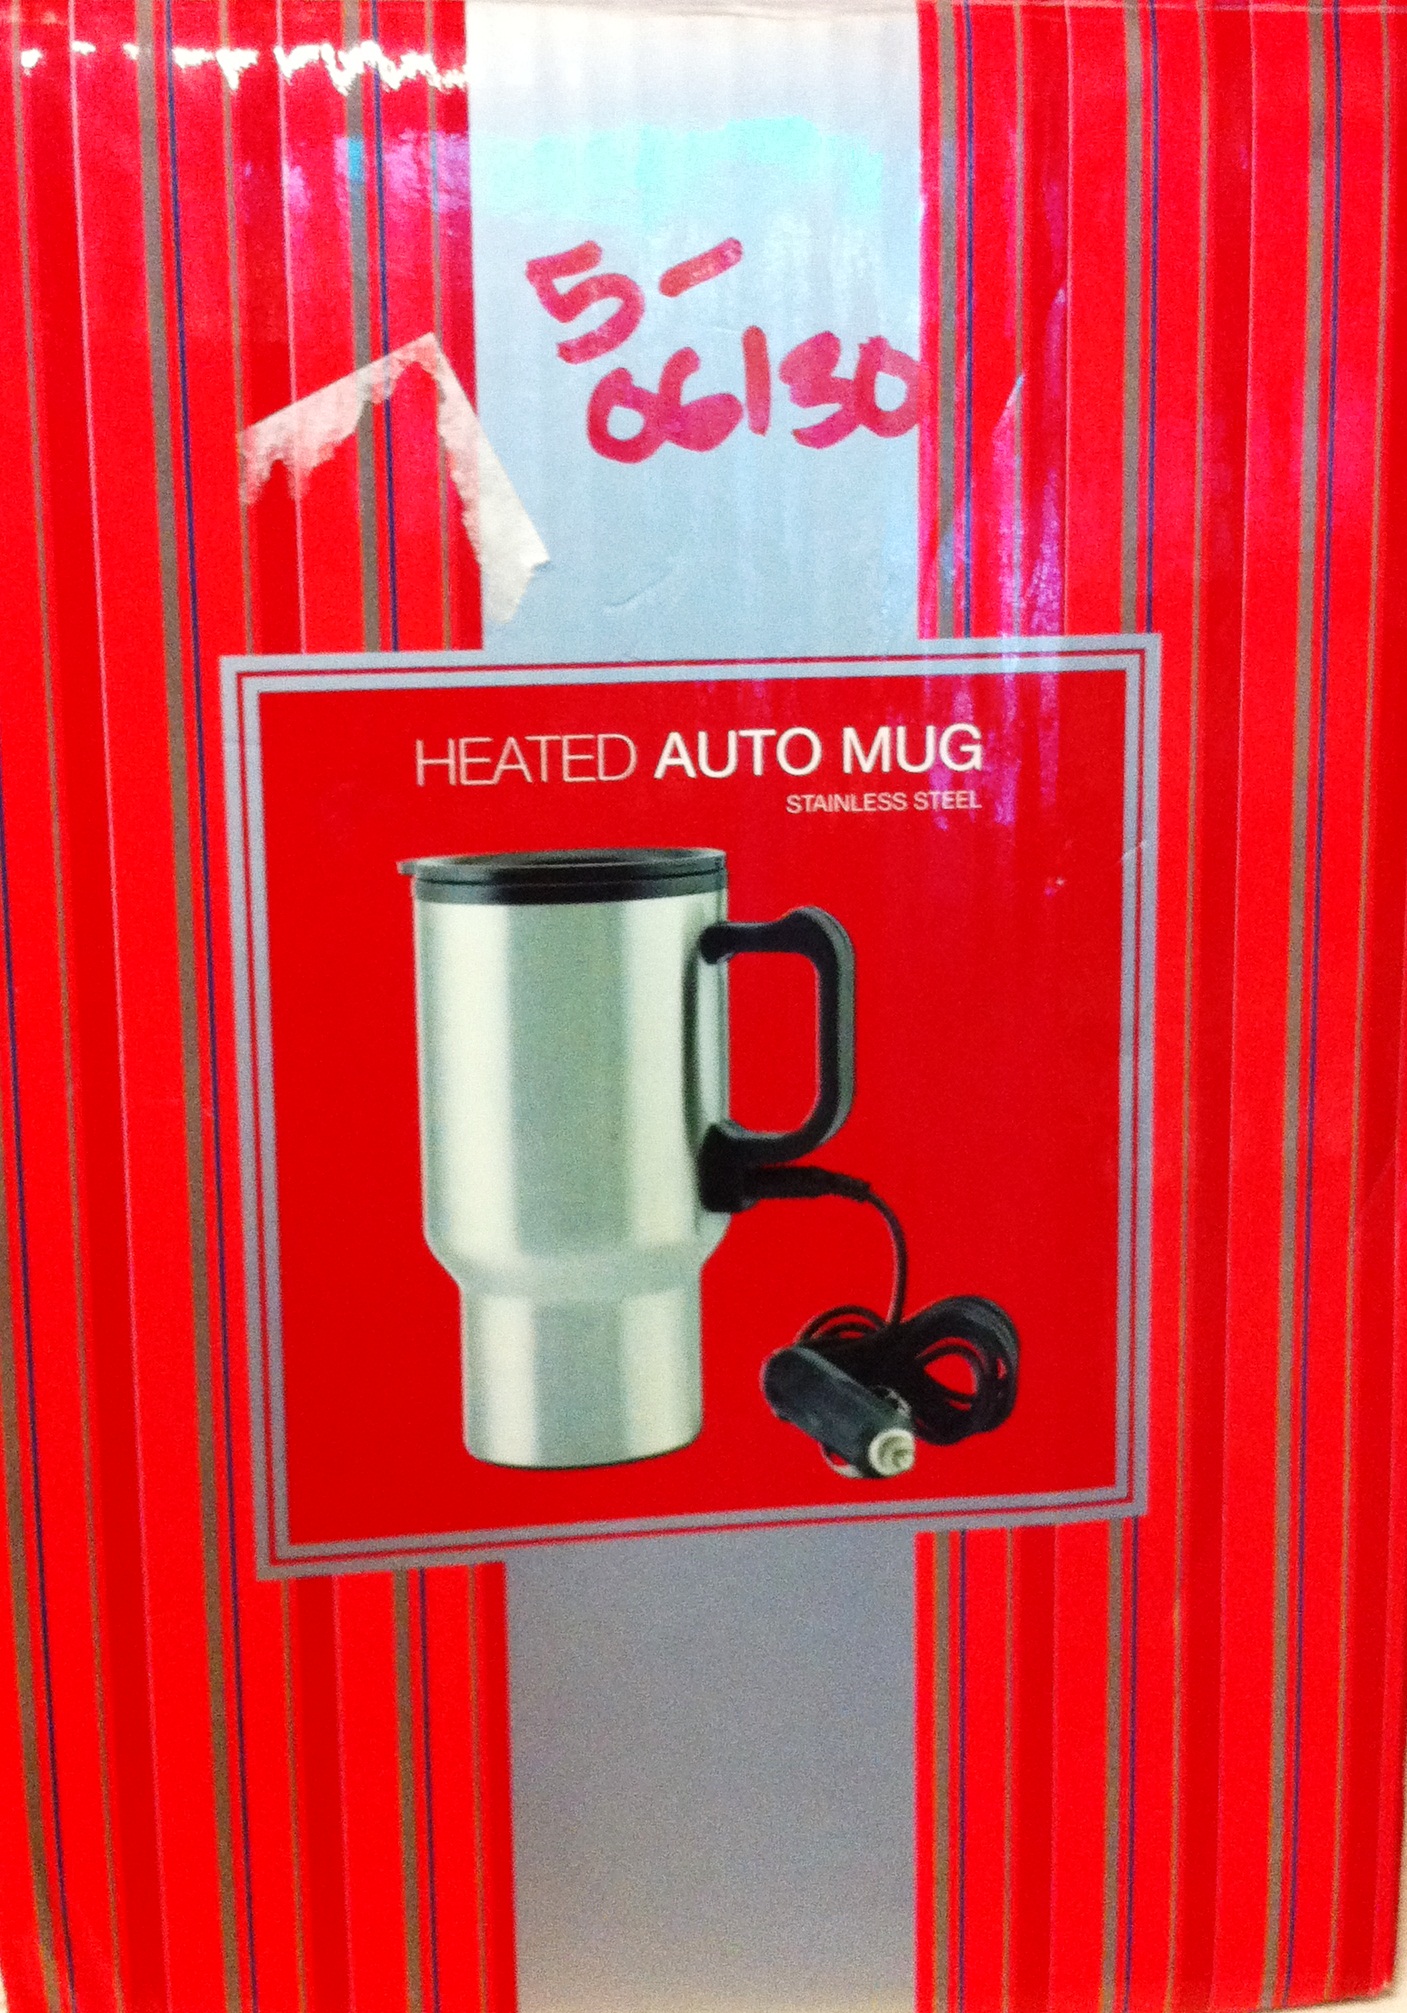 5-
06130
HEATED AUTO MUG
STAINLESS STEEL